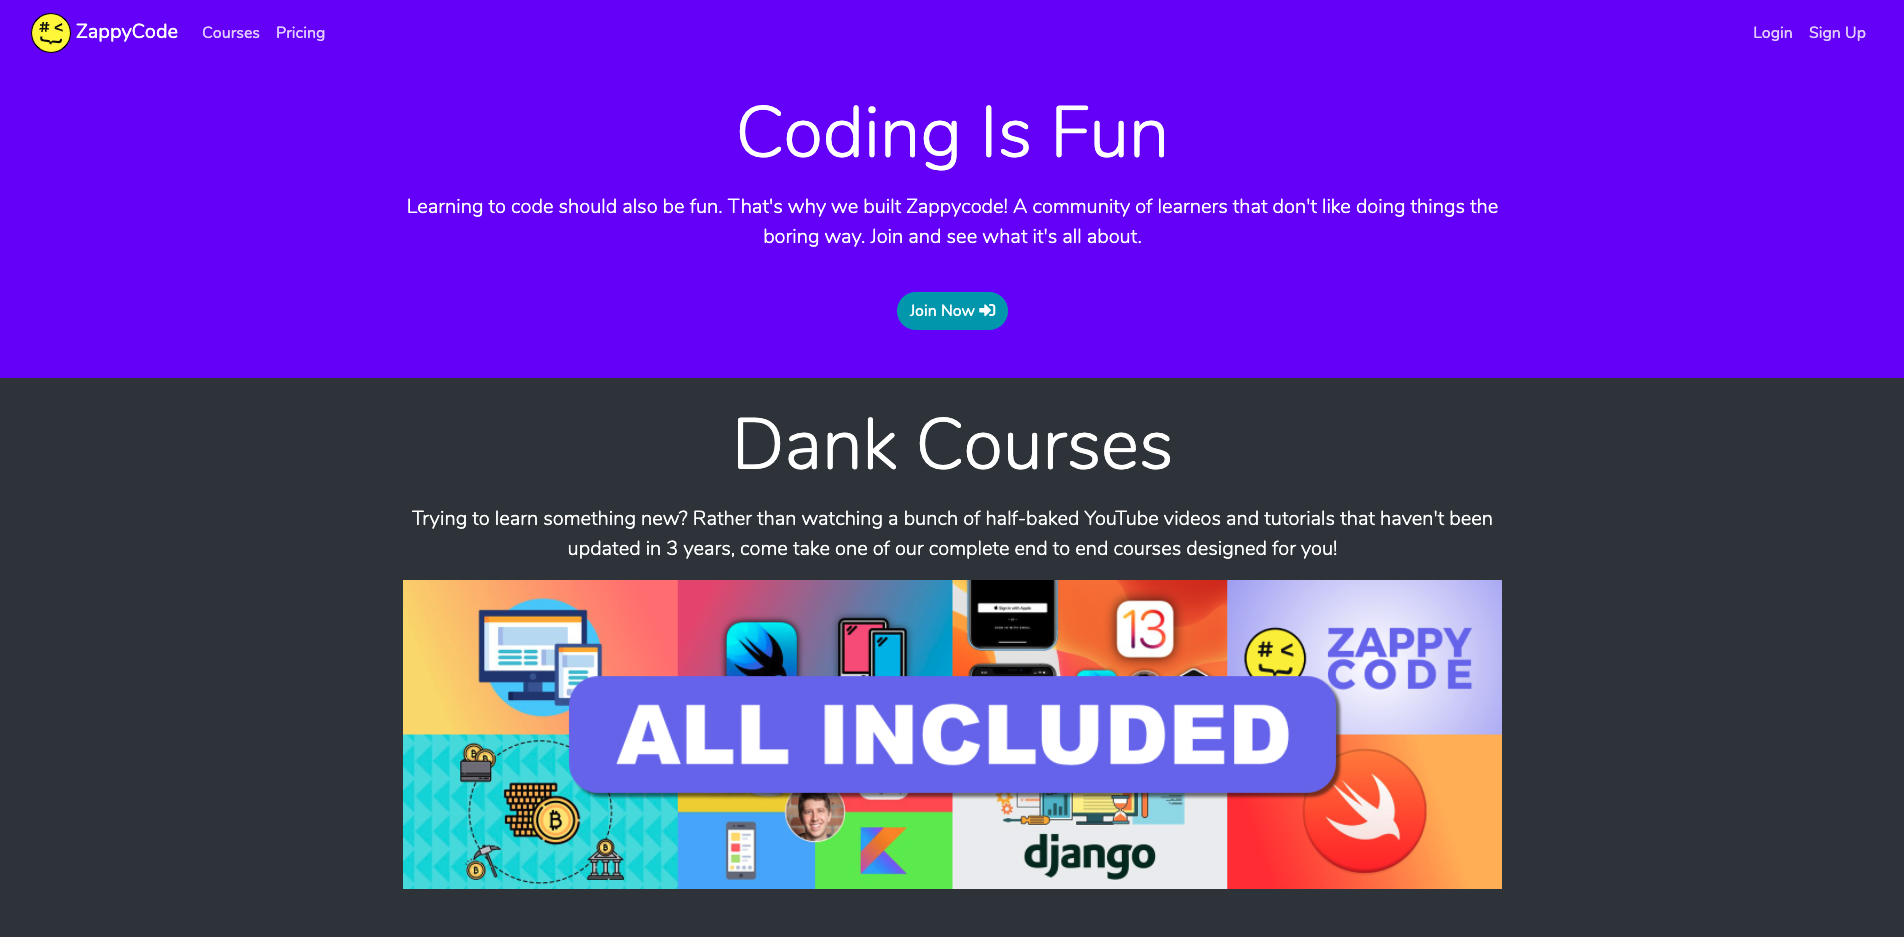 ZappyCode Courses Pricing Login Sign Up
Coding Is Fun
Learning to code should also be fun. That's why we built Zappycode! A community of learners that don't like doing things the
boring way. Join and see what it's all about.
Join Now
Dank Courses
Trying to learn something new? Rather than watching a bunch of half-baked YouTube videos and tutorials that haven't been
updated in 3 years, come take one of our complete end to end courses designed for you!
Sign in with Apple
13
ZAPPY
CODE
ALL INCLUDED
django